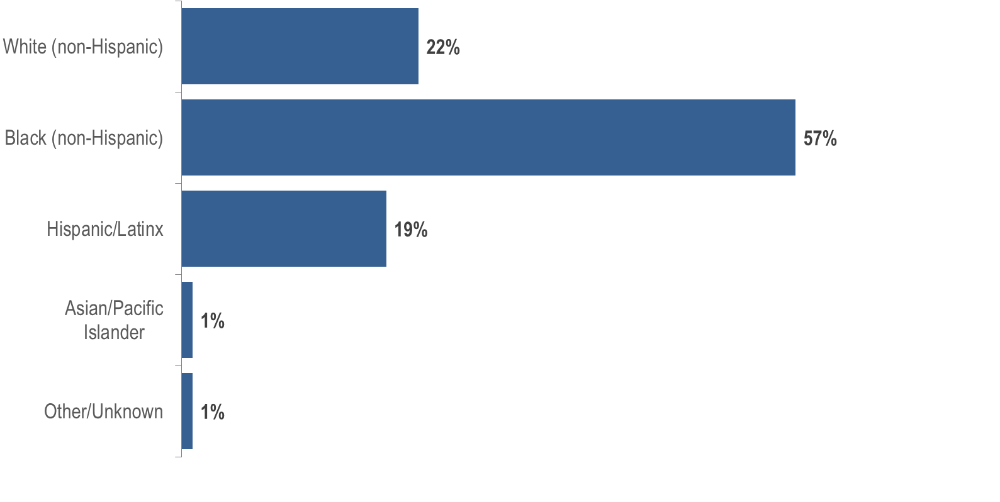 White (non-Hispanic)
22%
Black (non-Hispanic)
57%
Hispanic/Latinx
19%
Asian/Pacific
Islander
1%
Other/Unknown
1%